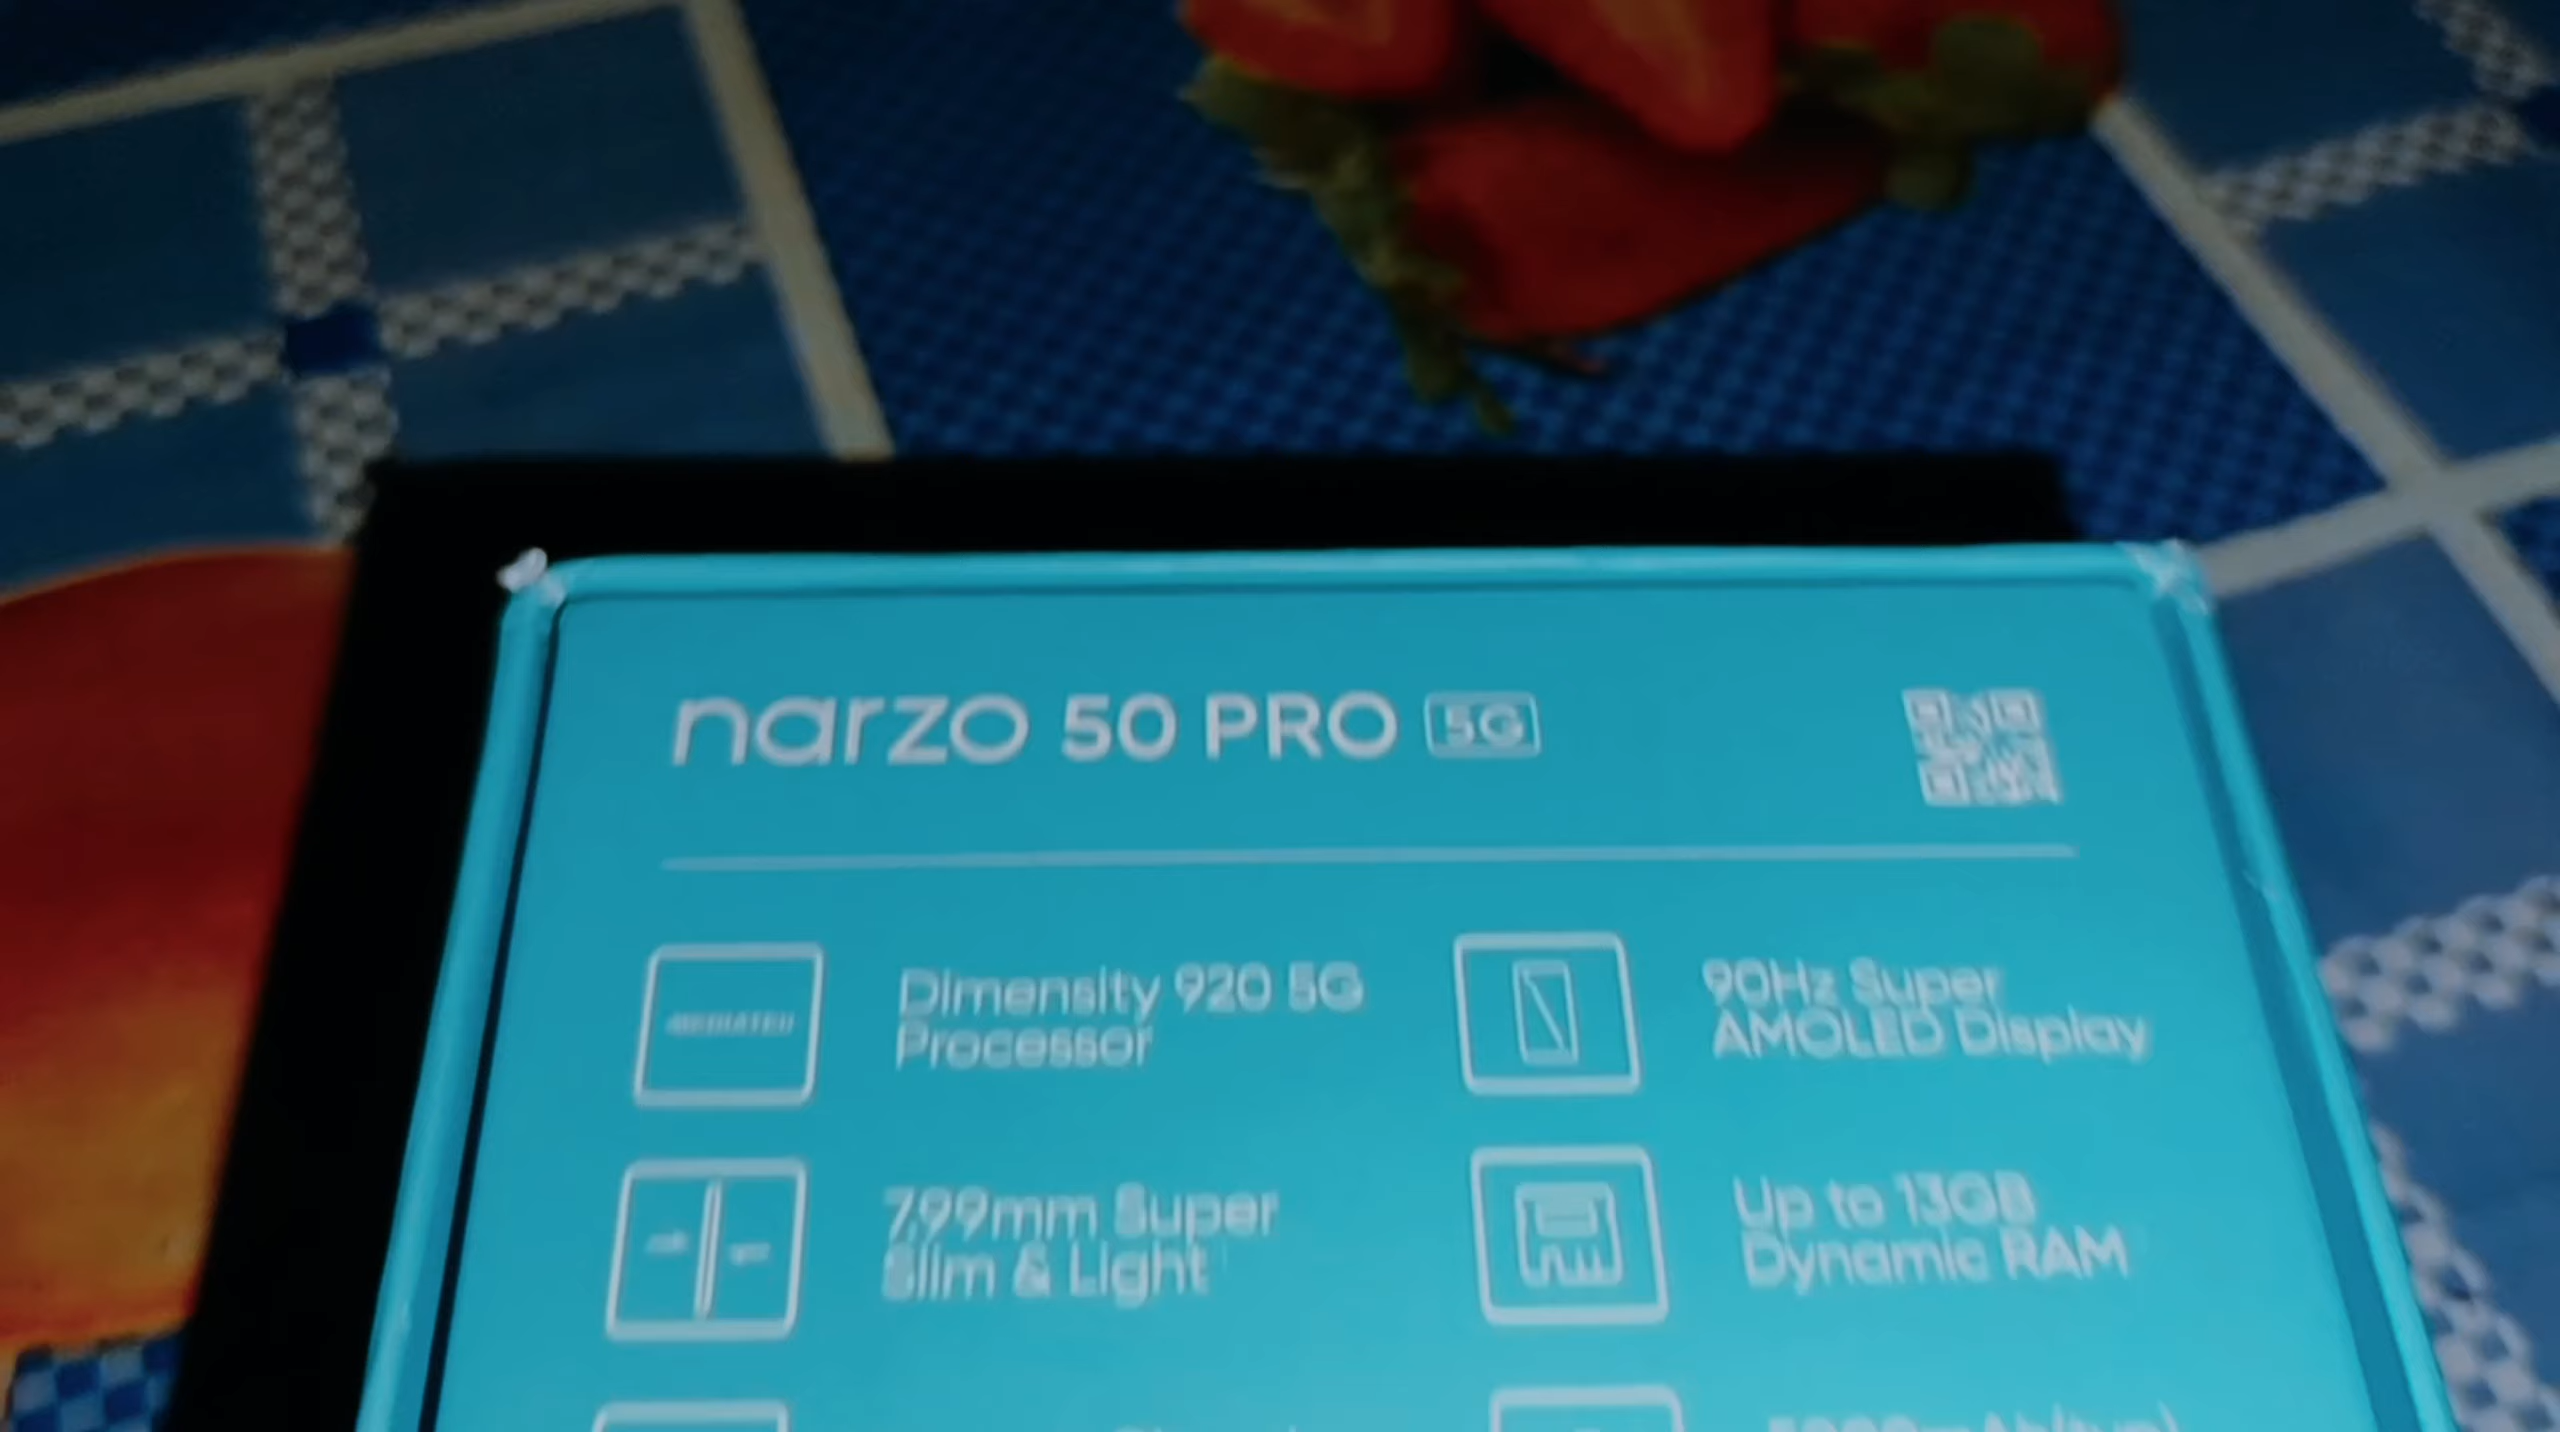 narzo 50 PRO 5G
MEDIATEK
Dimensity 920 5G
Processor
90Hz Super
AMOLED Display
7.99mm Super
Slim & Light
Up to 13GB
Dynamic RAM